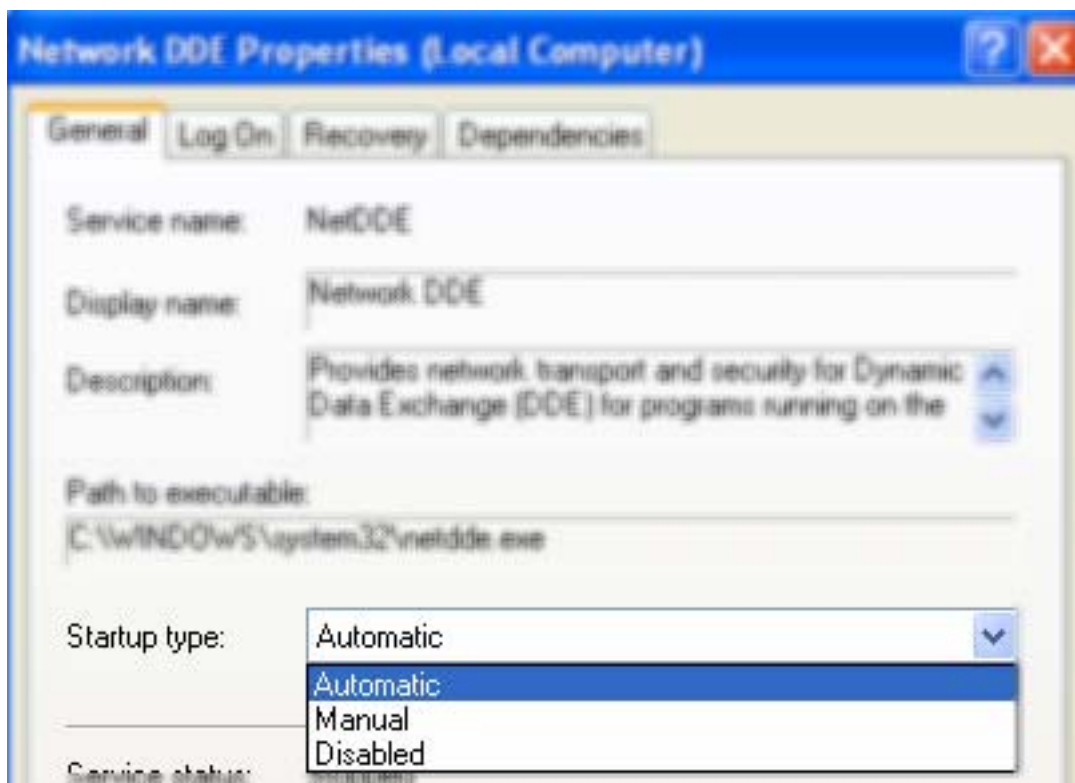 Network DDE Properties (Local Computer)
General Log On Recovery Dependencies
Service name: NetDDE
Display name: Network DDE
Description: Provides network transport and security for Dynamic
Data Exchange (DDE) for programs running on the
Path to executable:
C:\WINDOWS\system32\netdde.exe
Startup type: Automatic
Automatic
Manual
Disabled
Service status: Stopped